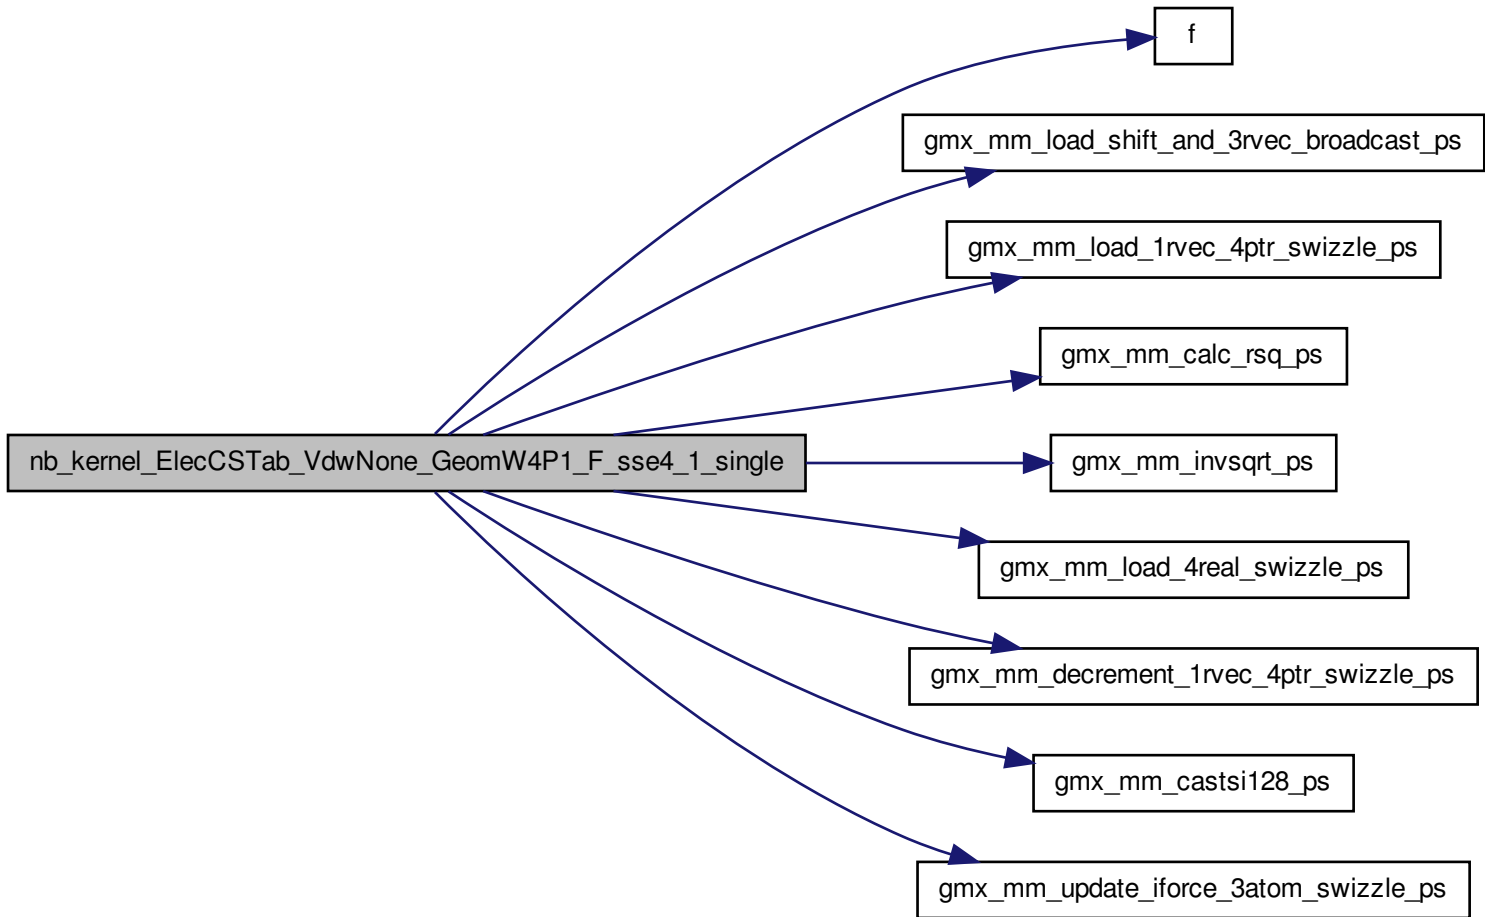 f
gmx_mm_load_shift_and_3rvec_broadcast_ps
gmx_mm_load_1rvec_4ptr_swizzle_ps
gmx_mm_calc_rsq_ps
nb_kernel_ElecCSTab_VdwNone_GeomW4P1_F_sse4_1_single
gmx_mm_invsqrt_ps
gmx_mm_load_4real_swizzle_ps
gmx_mm_decrement_1rvec_4ptr_swizzle_ps
gmx_mm_castsi128_ps
gmx_mm_update_iforce_3atom_swizzle_ps